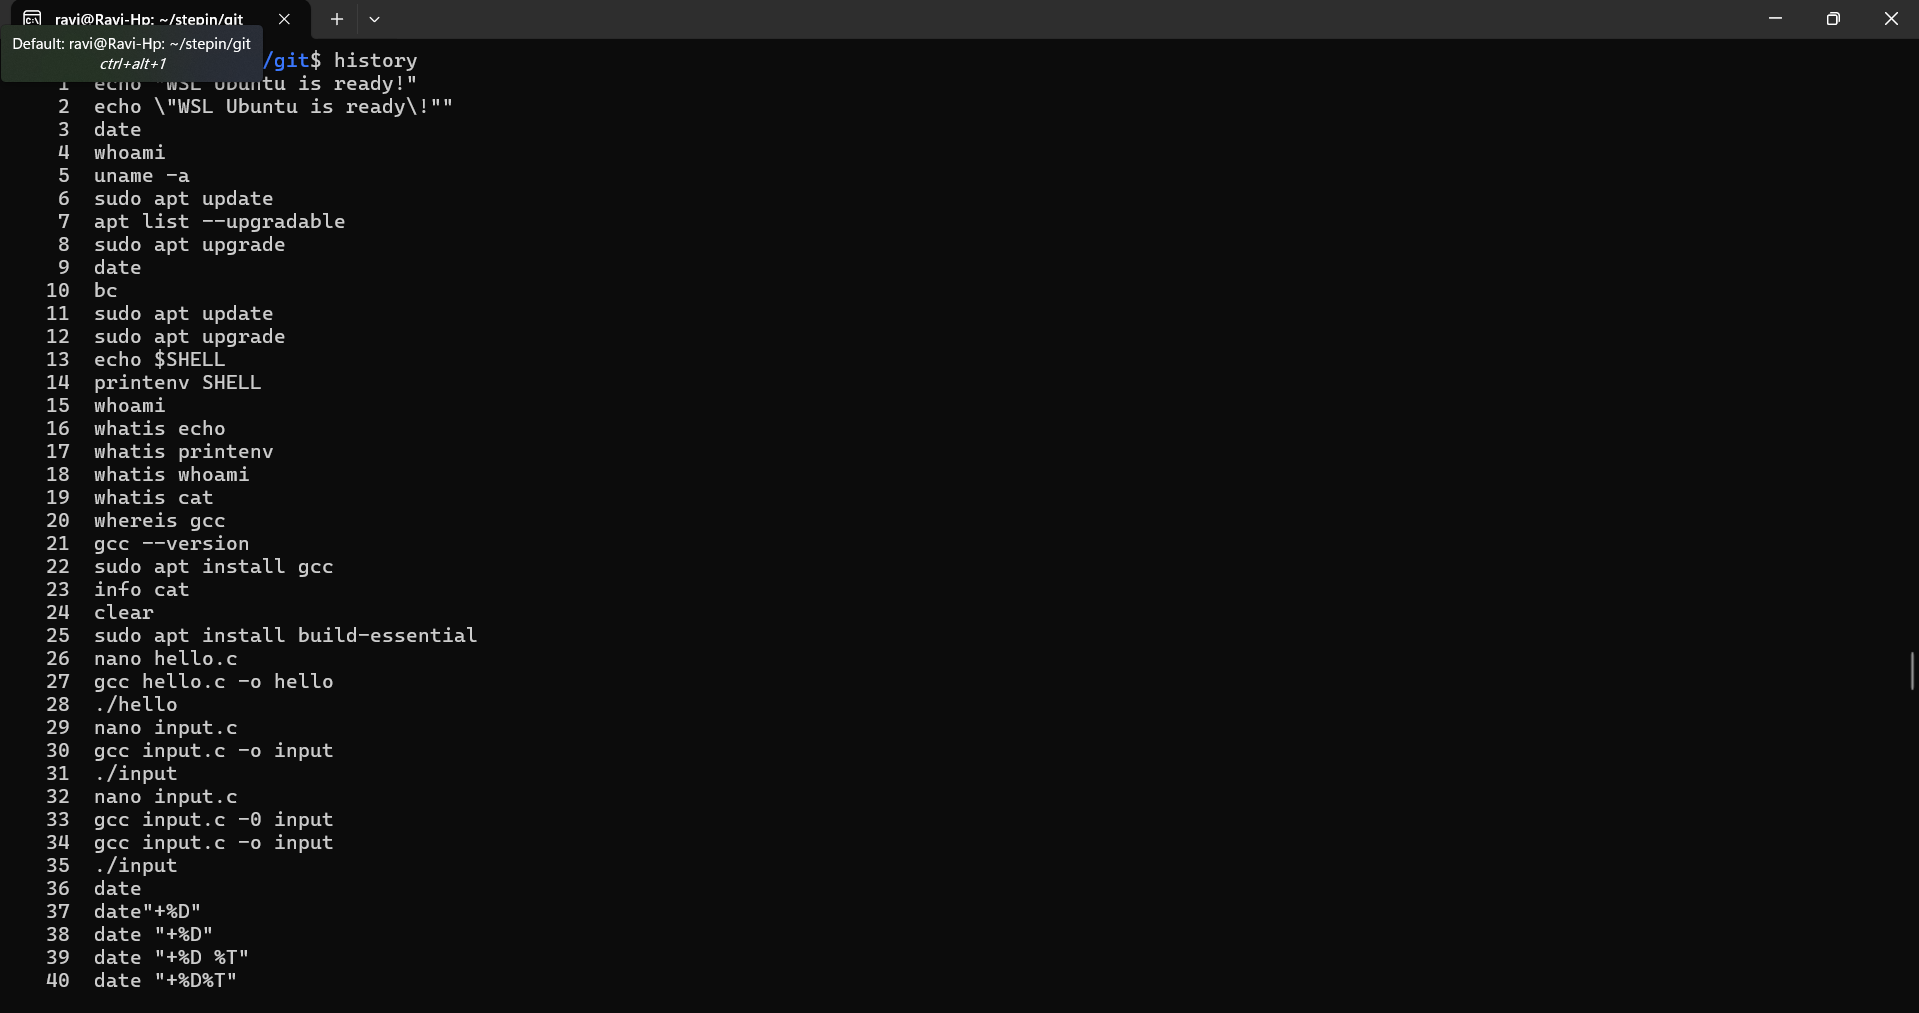 ravi@Ravi-Hp: ~/stepin/git
Default: ravi@Ravi-Hp: ~/stepin/git
ctrl+alt+1
/git$ history
1 echo "WSL Ubuntu is ready!"
2 echo \"WSL Ubuntu is ready\!""
3 date
4 whoami
5 uname -a
6 sudo apt update
7 apt list --upgradable
8 sudo apt upgrade
9 date
10 bc
11 sudo apt update
12 sudo apt upgrade
13 echo $SHELL
14 printenv SHELL
15 whoami
16 whatis echo
17 whatis printenv
18 whatis whoami
19 whatis cat
20 whereis gcc
21 gcc --version
22 sudo apt install gcc
23 info cat
24 clear
25 sudo apt install build-essential
26 nano hello.c
27 gcc hello.c -o hello
28 ./hello
29 nano input.c
30 gcc input.c -o input
31 ./input
32 nano input.c
33 gcc input.c -0 input
34 gcc input.c -o input
35 ./input
36 date
37 date"+%D"
38 date "+%D"
39 date "+%D %T"
40 date "+%D%T"